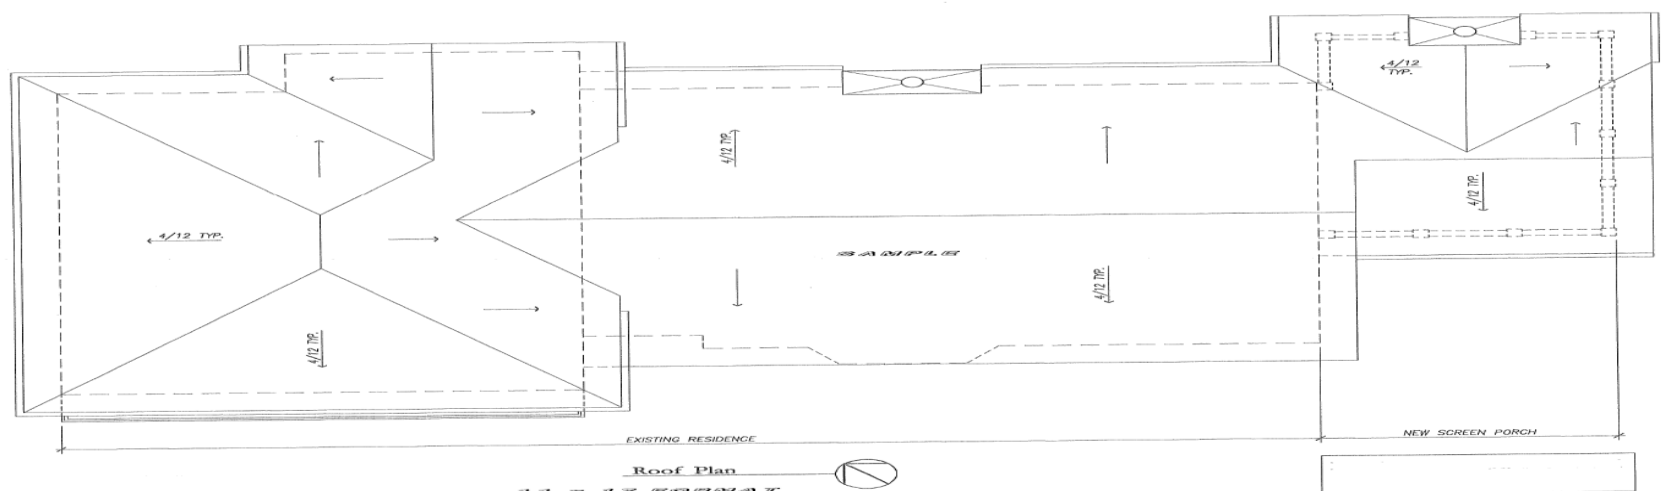 4/12
TYP.
4/12 TYP.
4/12 TYP.
4/12 TYP.
SAMPLE
4/12 TYP.
4/12 TYP.
EXISTING RESIDENCE
NEW SCREEN PORCH
Roof Plan